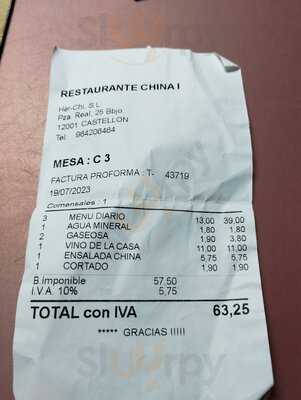 RESTAURANTE CHINA I
Her-Chi, S.L
Pza. Real, 25 Bbjo
12001 CASTELLON
Tel: 964206464
MESA : C 3
FACTURA PROFORMA : T- 43719
19/07/2023
Comensales : 1
3 MENU DIARIO 13,00 39,00
1 AGUA MINERAL 1,80 1,80
2 GASEOSA 1,90 3,80
1 VINO DE LA CASA 11,00 11,00
1 ENSALADA CHINA 5,75 5,75
1 CORTADO 1,90 1,90
B.Imponible 57,50
I.V.A. 10% 5,75
TOTAL con IVA 63,25
***** GRACIAS !!!!!
Sluurpy